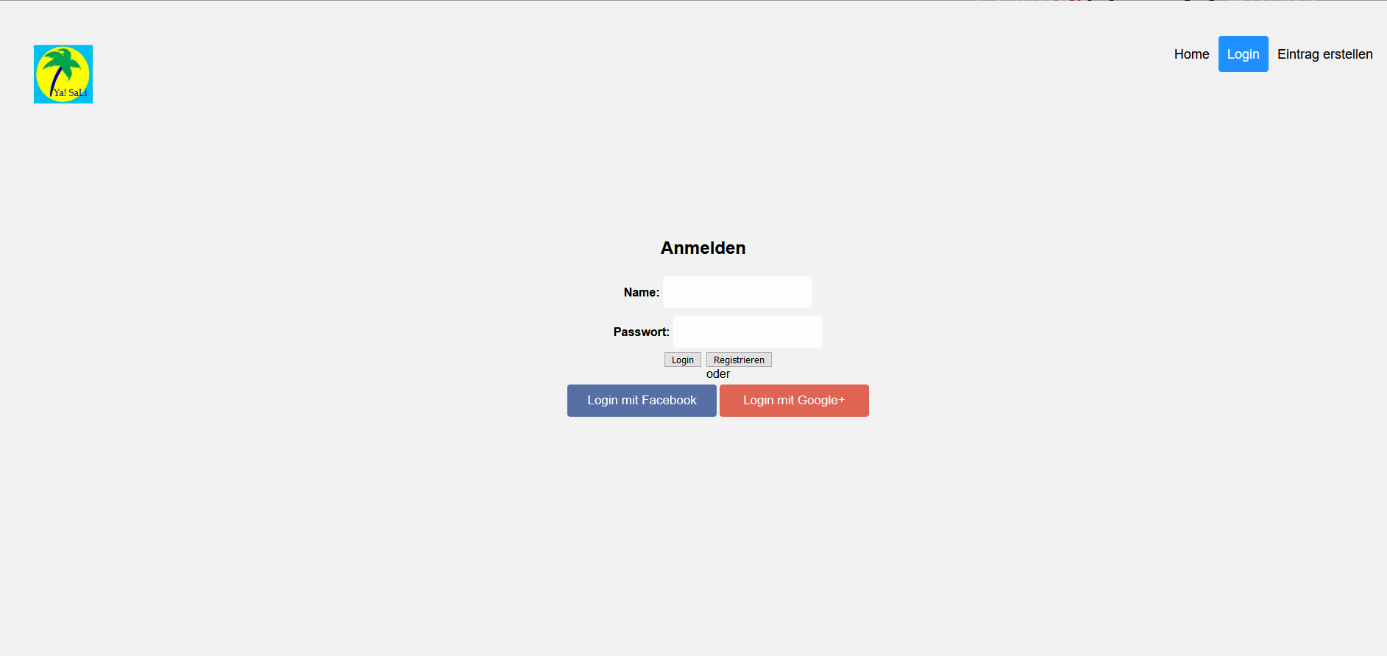 Home Login Eintrag erstellen
Ya! SaLi
Anmelden
Name:
Passwort:
Login Registrieren
oder
Login mit Facebook Login mit Google+